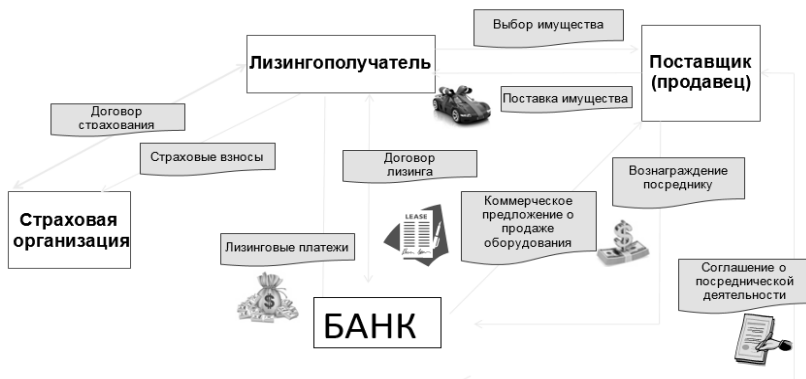 Выбор имущества
Лизингополучатель
Поставщик
(продавец)
Поставка имущества
Договор
страхования
Страховые взносы
Договор
лизинга
Вознаграждение
посреднику
Страховая
организация
Коммерческое
предложение о
продаже
оборудования
LEASE
Лизинговые платежи
Соглашение о
посреднической
деятельности
БАНК